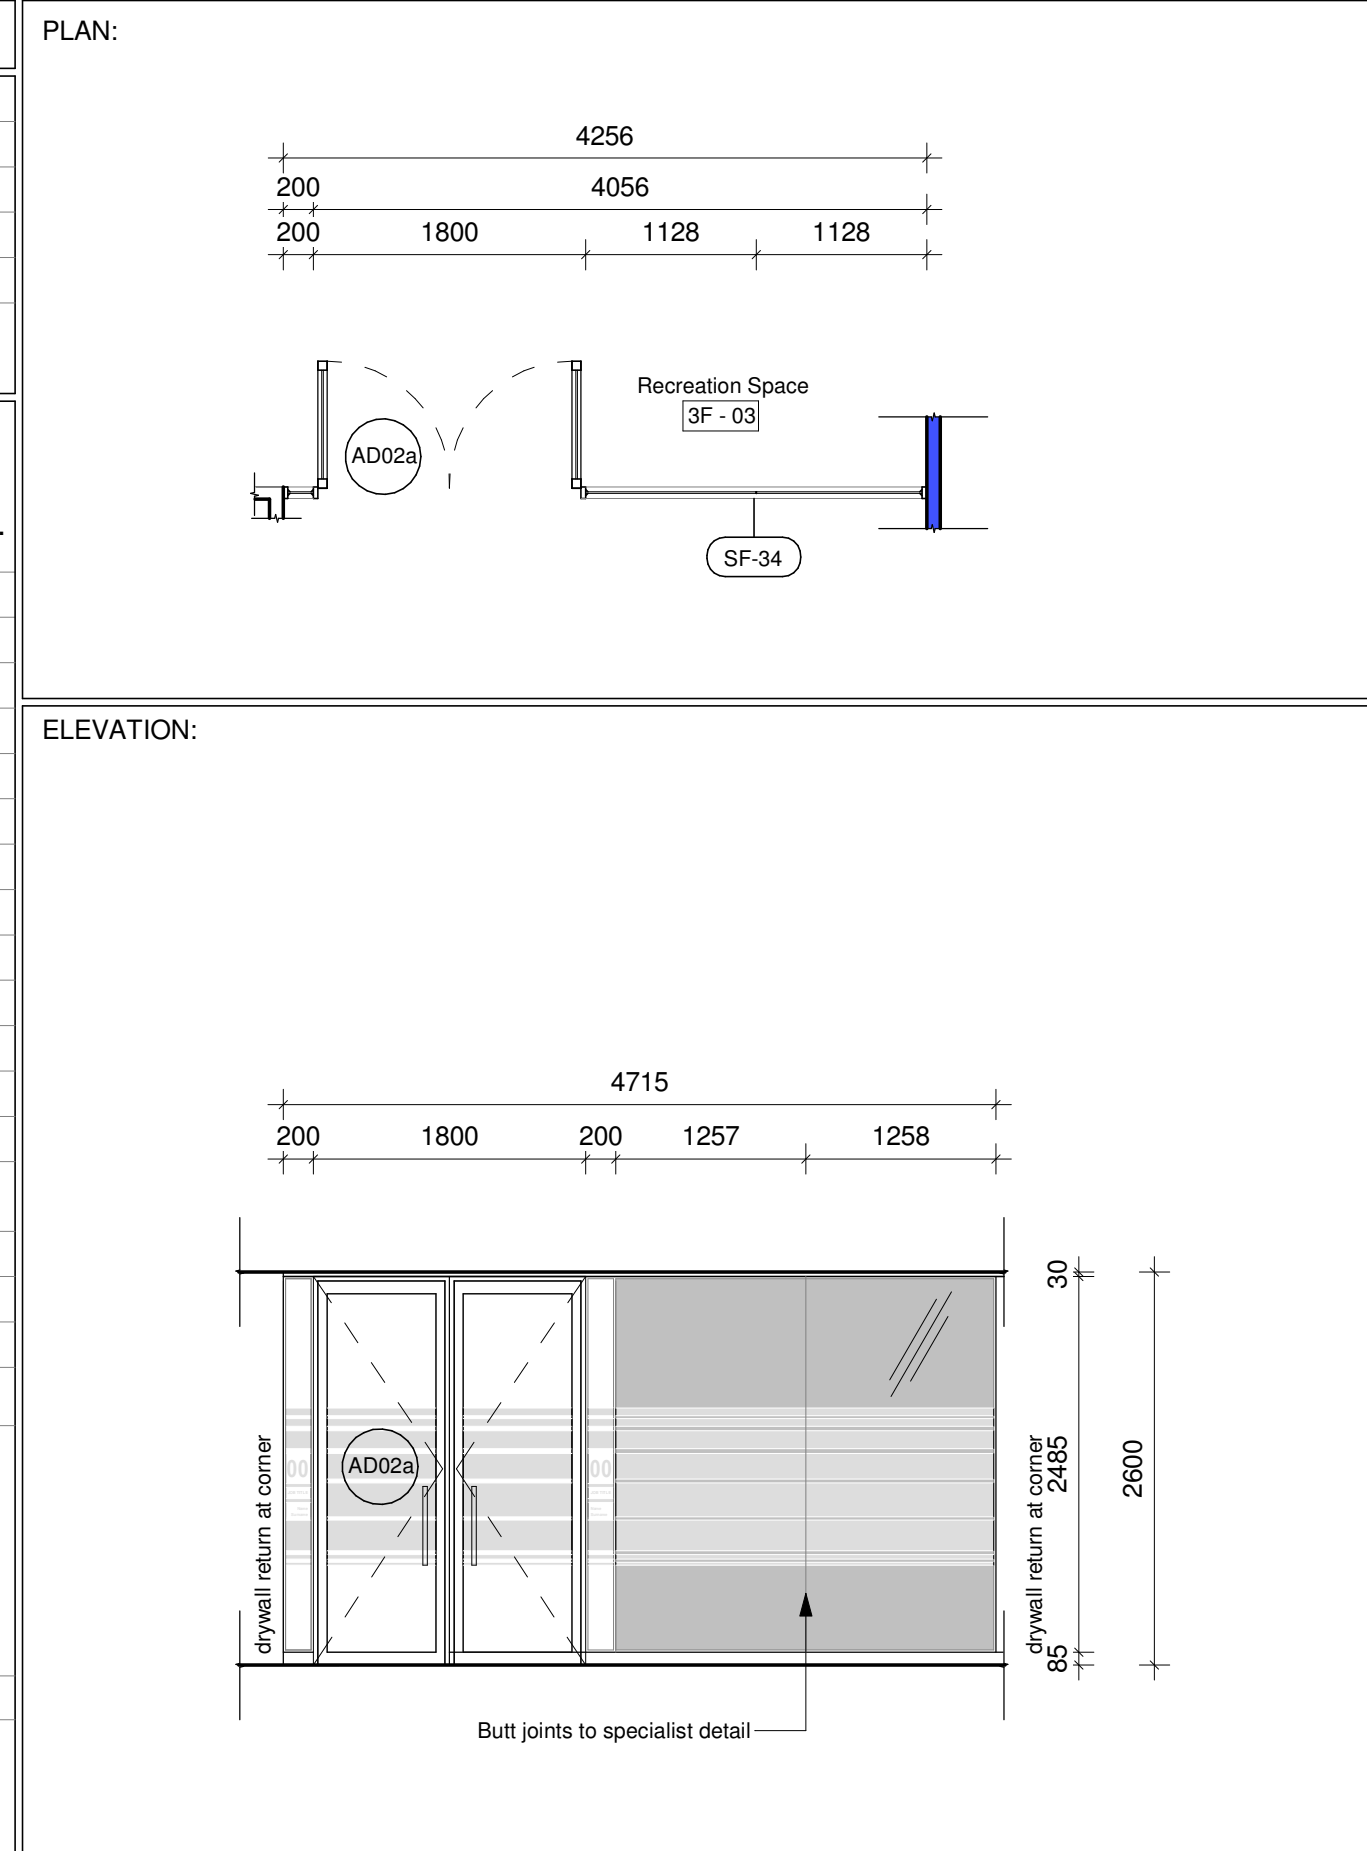 PLAN:
4256
200 4056
200 1800 1128 1128
Recreation Space
3F - 03
AD02a
SF-34
ELEVATION:
4715
200 1800 200 1257 1258
30
2485
2600
85
drywall return at corner
drywall return at corner
AD02a
00
00
Butt joints to specialist detail